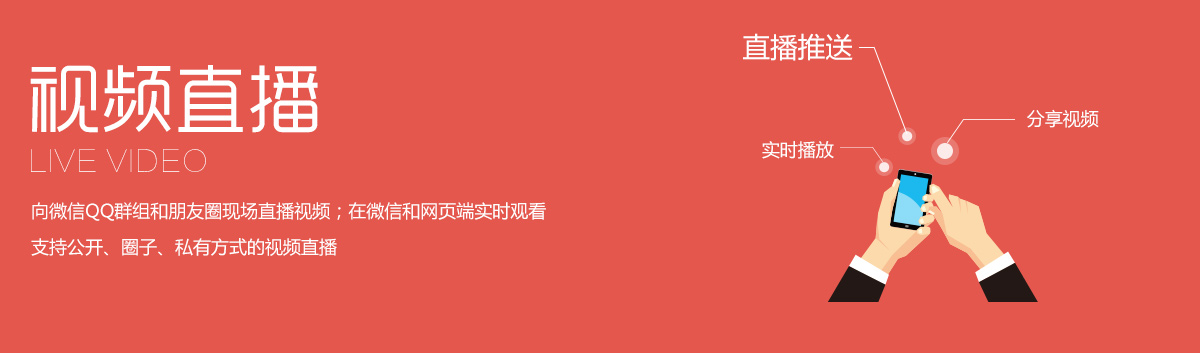 视频直播
LIVE VIDEO
向微信QQ群组和朋友圈现场直播视频；在微信和网页端实时观看
支持公开、圈子、私有方式的视频直播
直播推送
分享视频
实时播放